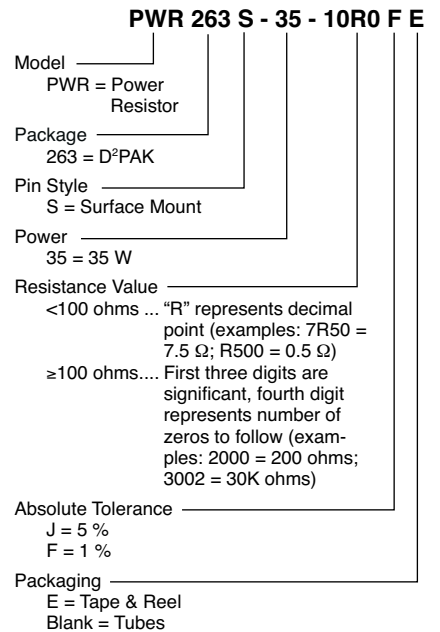 PWR 263 S - 35 - 10R0 F E
Model
PWR = Power
Resistor
Package
263 = D²PAK
Pin Style
S = Surface Mount
Power
35 = 35 W
Resistance Value
<100 ohms ... “R” represents decimal
point (examples: 7R50 =
7.5 Ω; R500 = 0.5 Ω)
≥100 ohms.... First three digits are
significant, fourth digit
represents number of
zeros to follow (exam-
ples: 2000 = 200 ohms;
3002 = 30K ohms)
Absolute Tolerance
J = 5 %
F = 1 %
Packaging
E = Tape & Reel
Blank = Tubes